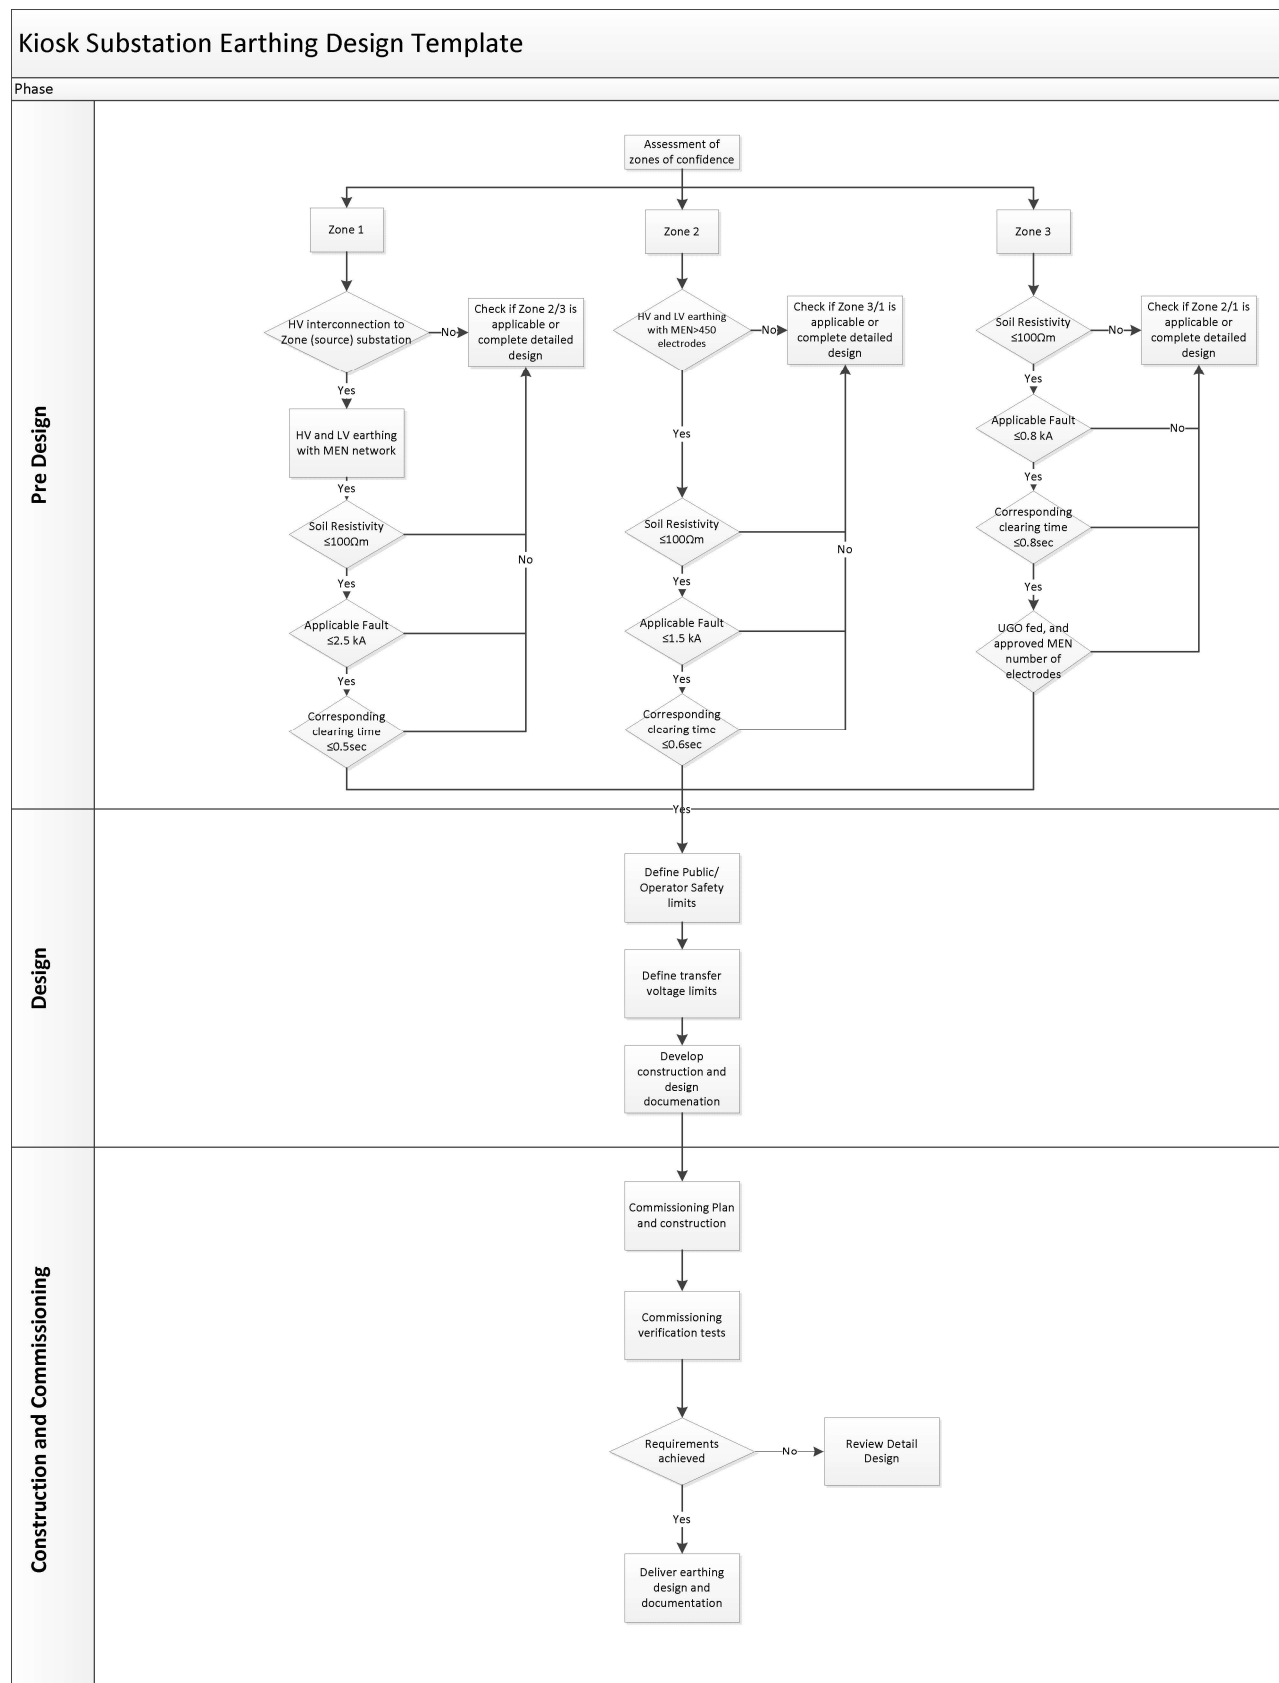 Kiosk Substation Earthing Design Template
Phase
Pre Design
Assessment of
zones of confidence
Zone 1
Zone 2
Zone 3
HV interconnection to
Zone (source) substation
No
Check if Zone 2/3 is
applicable or
complete detailed
design
Yes
HV and LV earthing
with MEN network
Yes
Soil Resistivity
≤100Ωm
No
Yes
Applicable Fault
≤2.5 kA
Yes
Corresponding
clearing time
≤0.5sec
HV and LV earthing
with MEN>450
electrodes
No
Check if Zone 3/1 is
applicable or
complete detailed
design
Yes
Soil Resistivity
≤100Ωm
No
Yes
Applicable Fault
≤1.5 kA
Yes
Corresponding
clearing time
≤0.6sec
Soil Resistivity
≤100Ωm
No
Check if Zone 2/1 is
applicable or
complete detailed
design
Yes
Applicable Fault
≤0.8 kA
No
Yes
Corresponding
clearing time
≤0.8sec
Yes
UGO fed, and
approved MEN
number of
electrodes
Yes
Design
Define Public/
Operator Safety
limits
Define transfer
voltage limits
Develop
construction and
design
documenation
Construction and Commissioning
Commissioning Plan
and construction
Commissioning
verification tests
Requirements
achieved
No
Review Detail
Design
Yes
Deliver earthing
design and
documentation